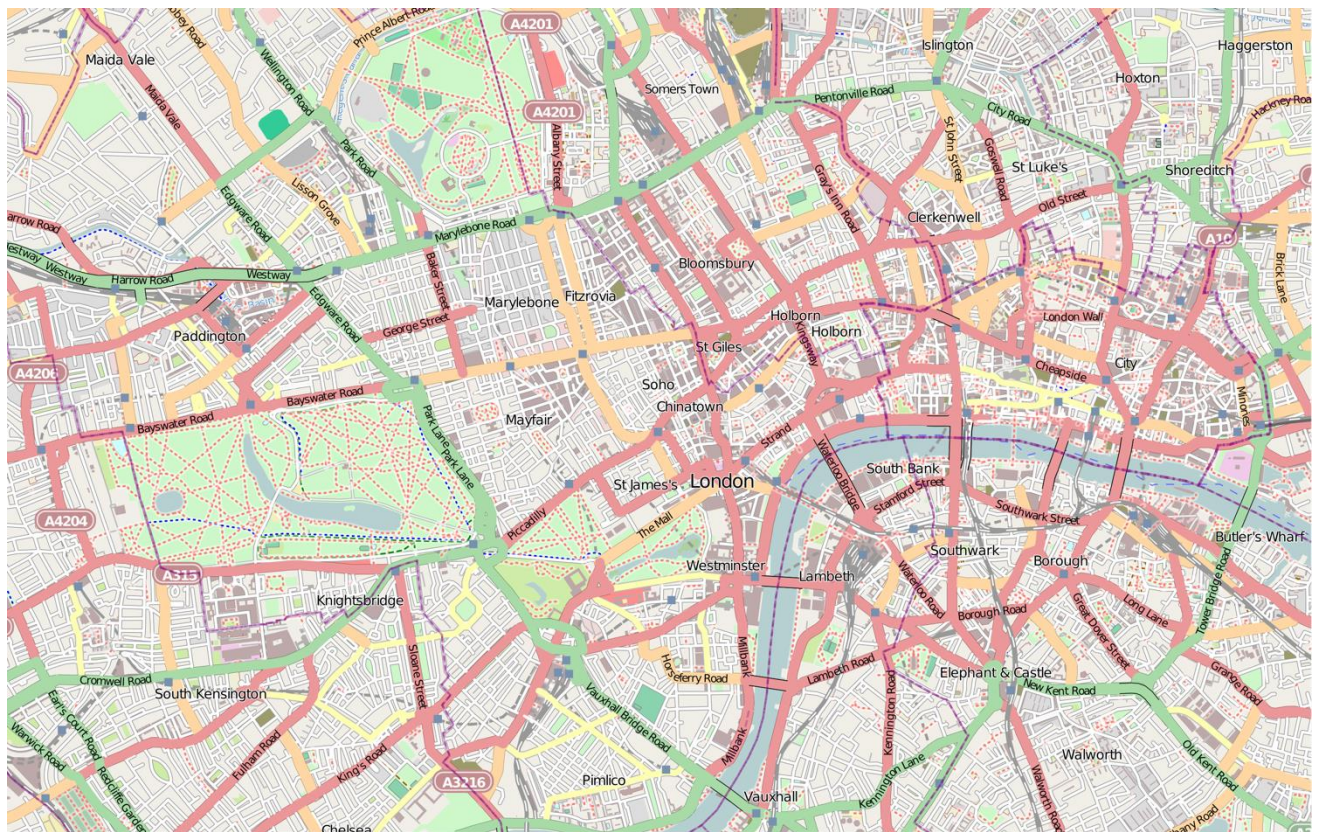 Abbey Road
Prince Albert Road
A4201
Islington
Haggerston
Maida Vale
Wellington Road
Somers Town
Hoxton
Maida Vale
A4201
Pentonville Road
City Road
Hackney Road
Albany Street
St John Street
Goswell Road
Park Road
St Luke's
Shoreditch
Lisson Grove
Gray's Inn Road
Old Street
Edgware Road
Clerkenwell
Harrow Road
Marylebone Road
A10
Westway
Westway
Harrow Road
Westway
Baker Street
Bloomsbury
Brick Lane
Edgware Road
Marylebone
Fitzrovia
Paddington
George Street
Holborn
Kingsway
Holborn
London Wall
St Giles
A4206
Cheapside
City
Soho
Bayswater Road
Bayswater Road
Park Lane
Park Lane
Mayfair
Chinatown
Minories
Strand
Waterloo Bridge
South Bank
St James's
London
Stamford Street
A4204
Piccadilly
The Mall
Southwark Street
Butler's Wharf
Southwark
Borough
Westminster
Lambeth
A315
Waterloo Road
Knightsbridge
Borough Road
Great Dover Street
Long Lane
Tower Bridge Road
Sloane Street
Millbank
Horseferry Road
Lambeth Road
Elephant & Castle
Grange Road
Cromwell Road
South Kensington
New Kent Road
Earl's Court Road
Vauxhall Bridge Road
Kennington Road
Warwick Road
Redcliffe Gardens
Fulham Road
King's Road
Millbank
Old Kent Road
Walworth
A3216
Pimlico
Kennington Lane
Walworth Road
Vauxhall
Albany Road
Chelsea